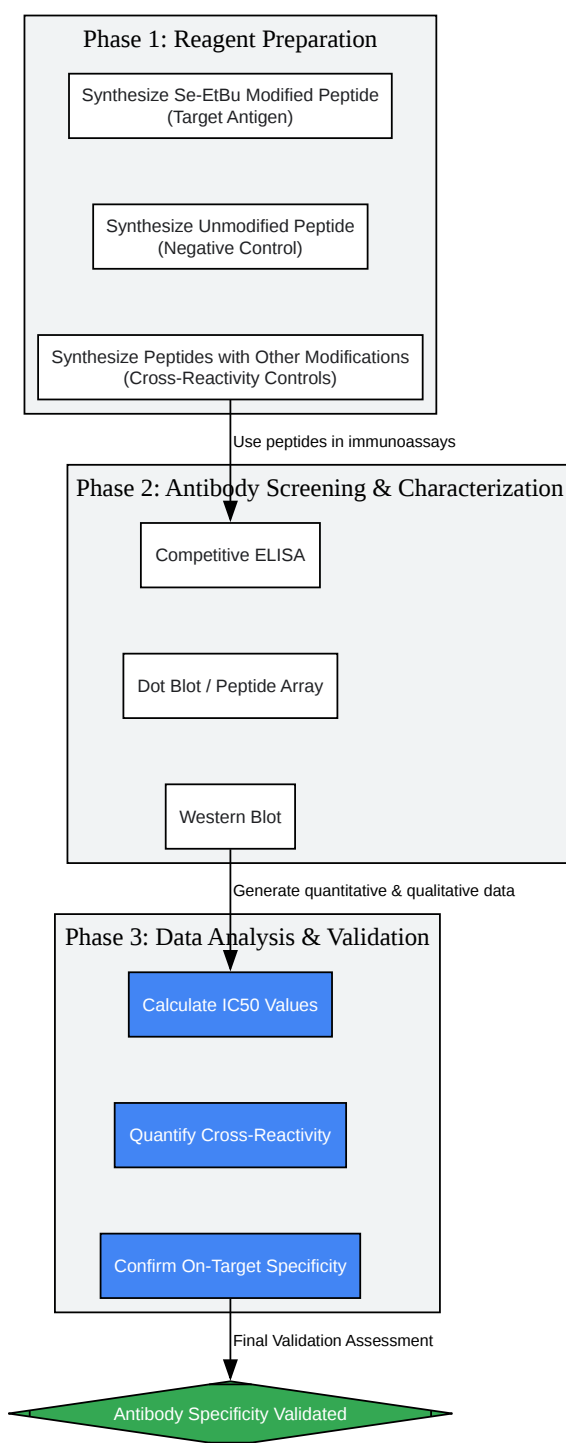 Phase 1: Reagent Preparation
Synthesize Se-EtBu Modified Peptide
(Target Antigen)
Synthesize Unmodified Peptide
(Negative Control)
Synthesize Peptides with Other Modifications
(Cross-Reactivity Controls)
Use peptides in immunoassays
Phase 2: Antibody Screening & Characterization
Competitive ELISA
Dot Blot / Peptide Array
Western Blot
Generate quantitative & qualitative data
Phase 3: Data Analysis & Validation
Calculate IC50 Values
Quantify Cross-Reactivity
Confirm On-Target Specificity
Final Validation Assessment
Antibody Specificity Validated